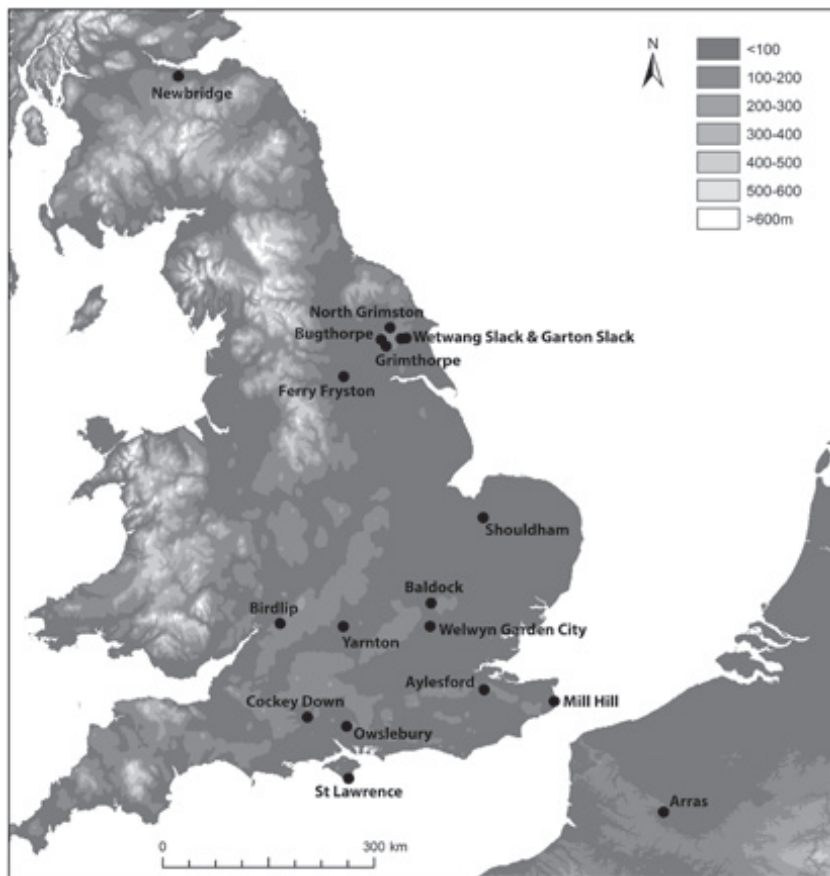 N
<100
100-200
200-300
300-400
400-500
500-600
>600m
Newbridge
North Grimston
Bugthorpe
Wetwang Slack & Garton Slack
Grimthorpe
Ferry Fryston
Shouldham
Baldock
Birdlip
Yarnton
Welwyn Garden City
Aylesford
Mill Hill
Cockey Down
Owslebury
St Lawrence
Arras
0 300 km